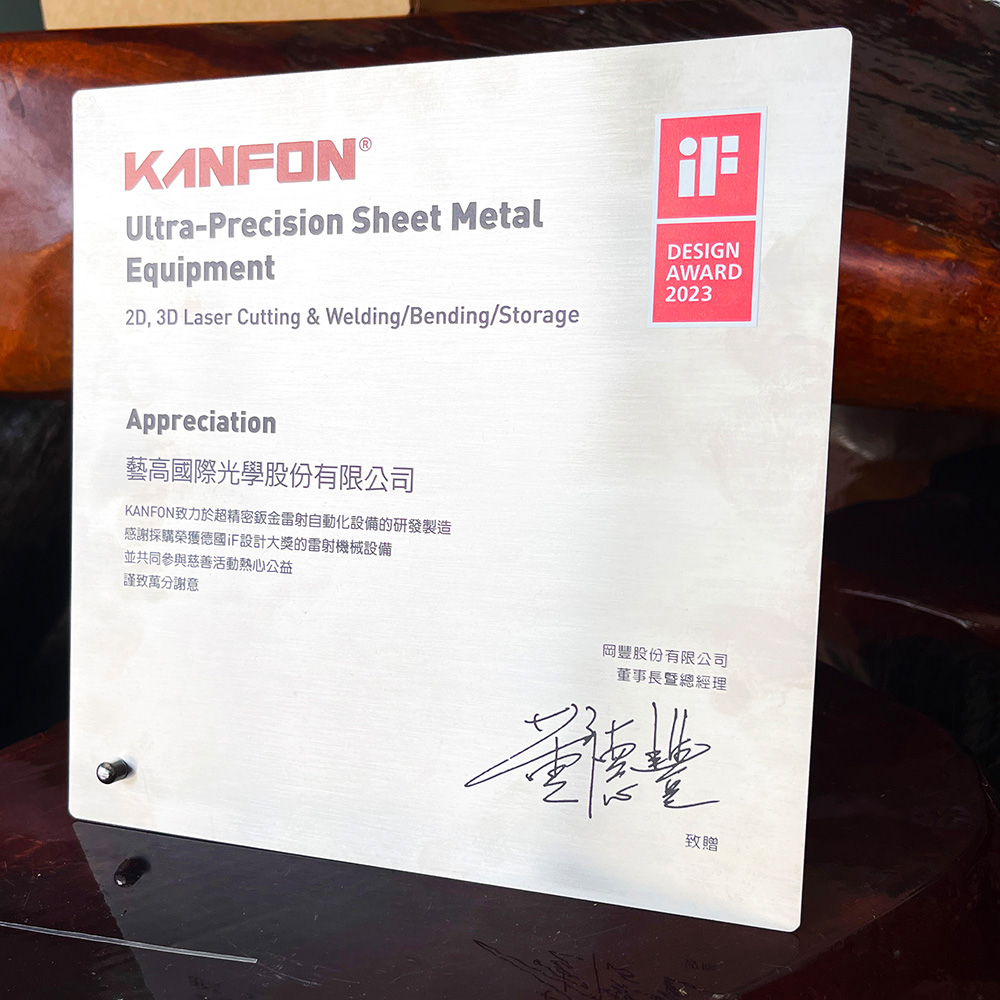 KANFON®
Ultra-Precision Sheet Metal
Equipment
2D, 3D Laser Cutting & Welding/Bending/Storage
iF
DESIGN
AWARD
2023
Appreciation
藝高國際光學股份有限公司
KANFON致力於超精密鈑金雷射自動化設備的研發製造
感謝採購榮獲德國iF設計大獎的雷射機械設備
並共同參與慈善活動熱心公益
謹致萬分謝意
岡豐股份有限公司
董事長暨總經理
董德豐
致贈